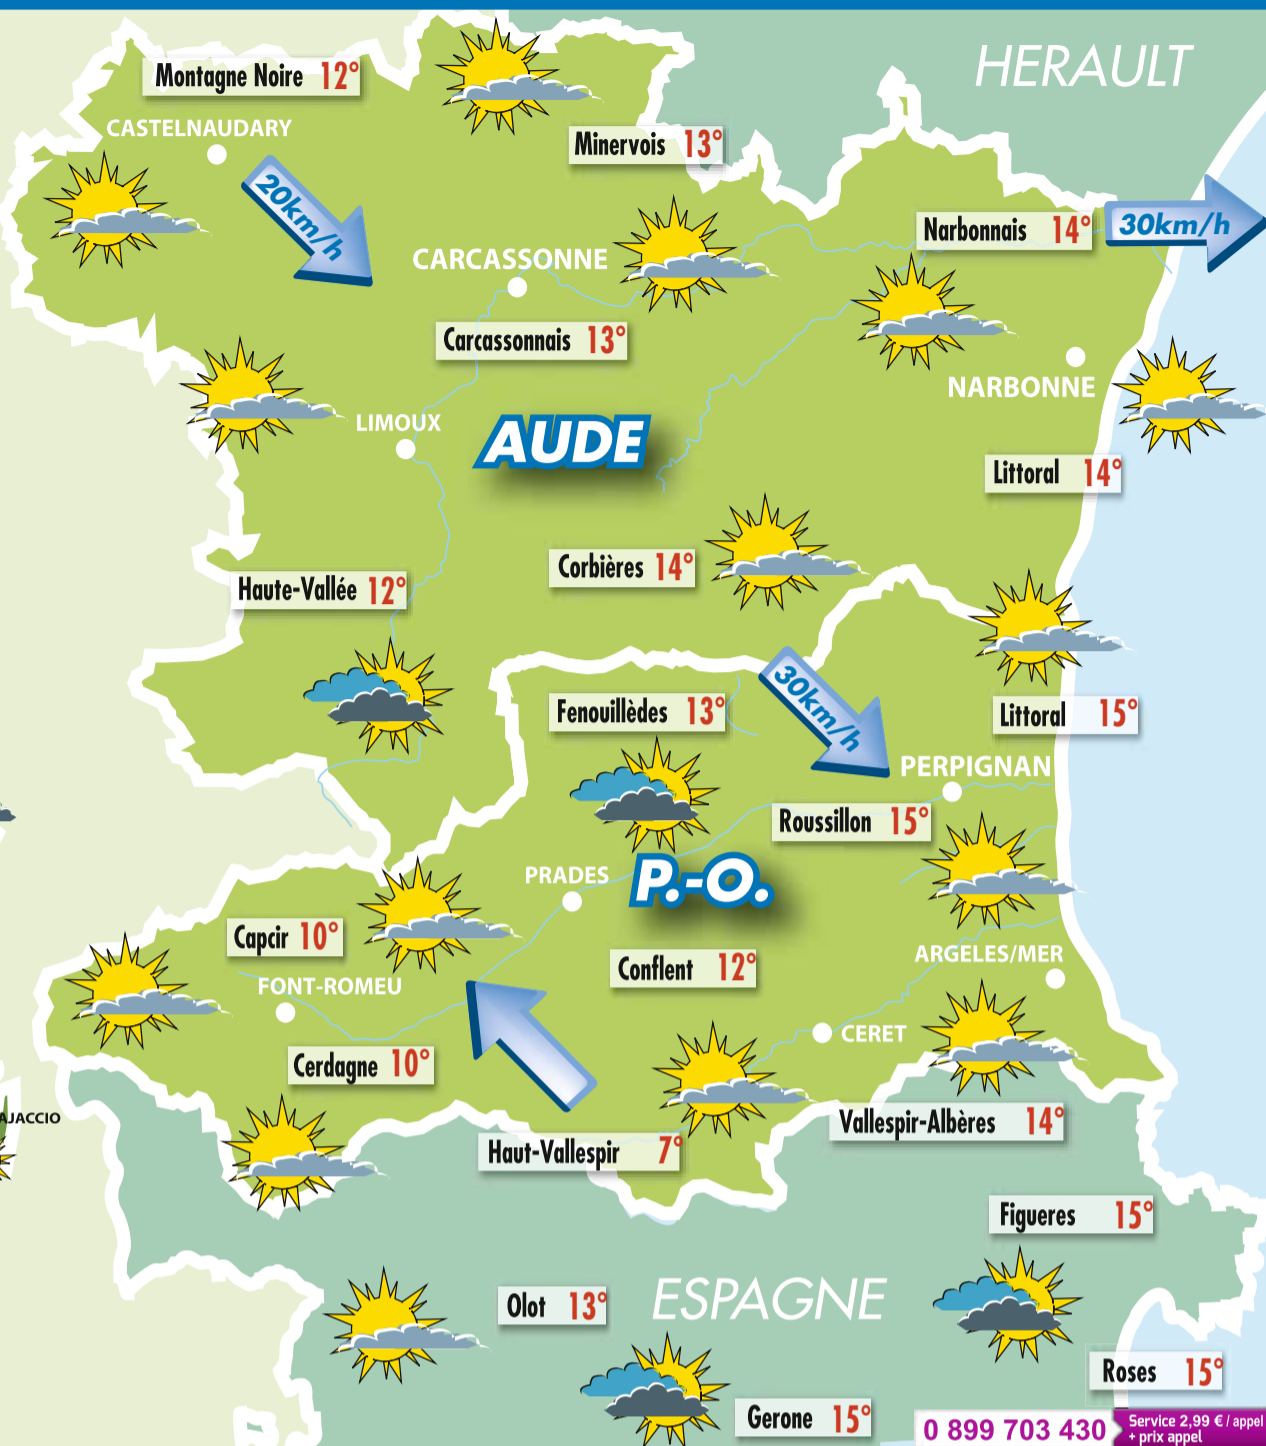 HERAULT
Montagne Noire 12°
CASTELNAUDARY
Minervois 13°
20km/h
Narbonnais 14°
30km/h
CARCASSONNE
Carcassonnais 13°
NARBONNE
LIMOUX
AUDE
Littoral 14°
Corbières 14°
Haute-Vallée 12°
30km/h
Fenouillèdes 13°
Littoral 15°
PERPIGNAN
Roussillon 15°
PRADES
P.-O.
Capcir 10°
Conflent 12°
ARGELES/MER
FONT-ROMEU
CERET
Cerdagne 10°
AJACCIO
Vallespir-Albères 14°
Haut-Vallespir 7°
Figueres 15°
Olot 13°
ESPAGNE
Roses 15°
Gerone 15°
0 899 703 430
Service 2,99 € / appel
+ prix appel